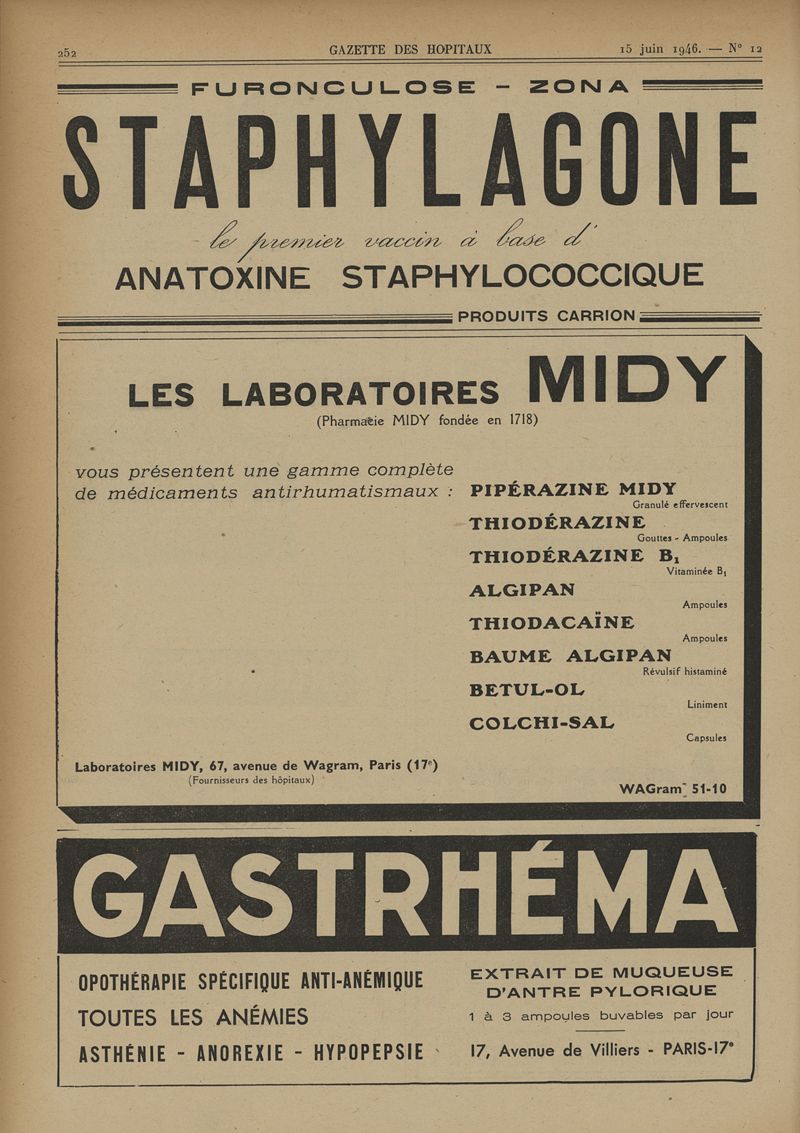 252
GAZETTE DES HOPITAUX
15 juin 1946. — N° 12
FURONCULOSE - ZONA
STAPHYLAGONE
le premier vaccin à base d'
ANATOXINE STAPHYLOCOCCIQUE
PRODUITS CARRION
LES LABORATOIRES MIDY
(Pharmacie MIDY fondée en 1718)
vous présentent une gamme complète
de médicaments antirhumatismaux :
PIPÉRAZINE MIDY
Granulé effervescent
THIODÉRAZINE
Gouttes - Ampoules
THIODÉRAZINE B₁
Vitaminée B₁
ALGIPAN
Ampoules
THIODACAÏNE
Ampoules
BAUME ALGIPAN
Révulsif histaminé
BETUL-OL
Liniment
COLCHI-SAL
Capsules
Laboratoires MIDY, 67, avenue de Wagram, Paris (17ᵉ)
(Fournisseurs des hôpitaux)
WAGram 51-10
GASTRHÉMA
OPOTHÉRAPIE SPÉCIFIQUE ANTI-ANÉMIQUE
TOUTES LES ANÉMIES
ASTHÉNIE - ANOREXIE - HYPOPEPSIE
EXTRAIT DE MUQUEUSE
D'ANTRE PYLORIQUE
1 à 3 ampoules buvables par jour
17, Avenue de Villiers - PARIS-17ᵉ